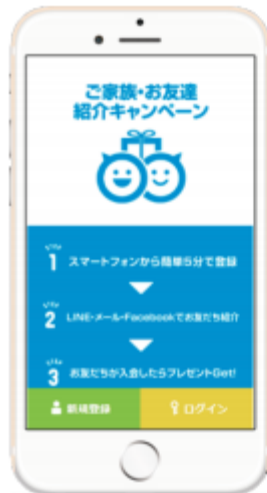 ご家族・お友達
紹介キャンペーン
1 スマートフォンから簡単5分で登録
2 LINE・メール・Facebookでお友だち紹介
3 お友だちが入会したらプレゼントGet!
新規登録
ログイン